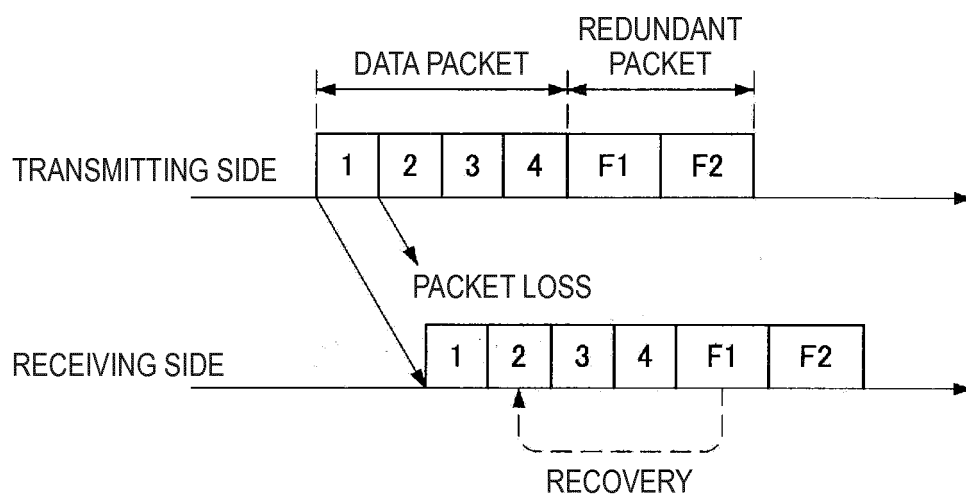 REDUNDANT
DATA PACKET
PACKET
TRANSMITTING SIDE
1 2 3 4 F1 F2
PACKET LOSS
RECEIVING SIDE
1 2 3 4 F1 F2
RECOVERY